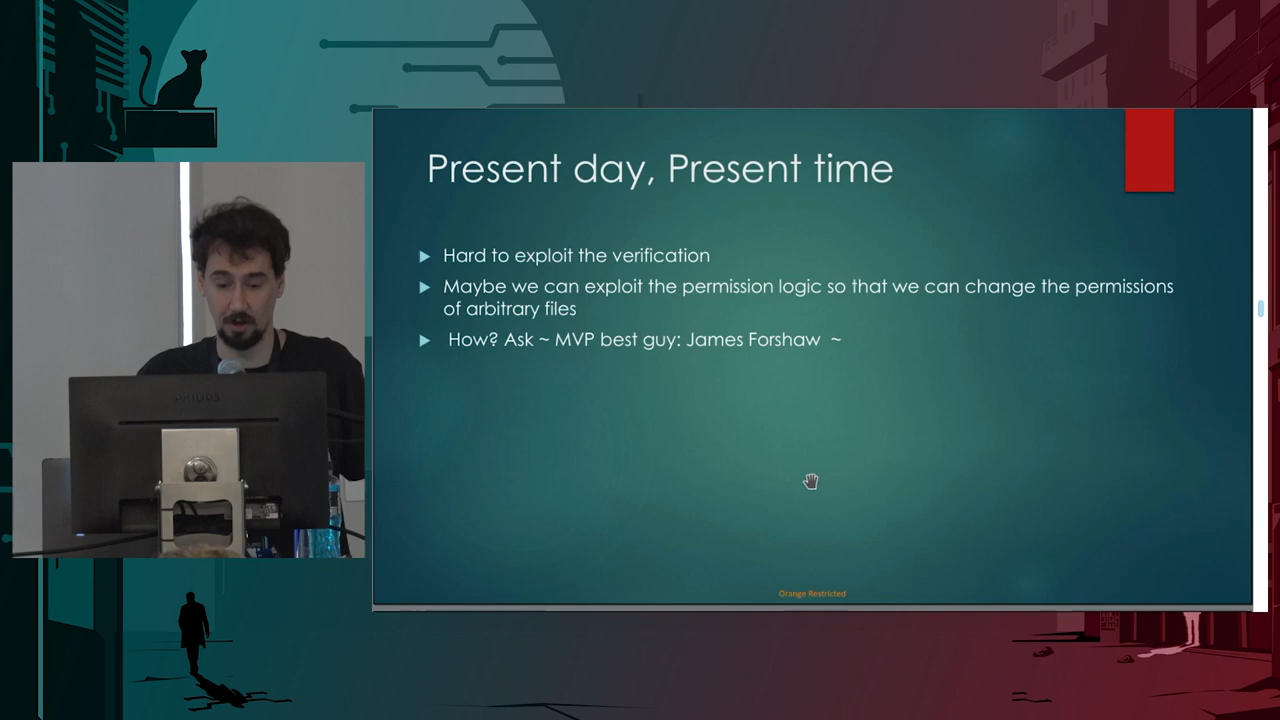 Present day, Present time
Hard to exploit the verification
Maybe we can exploit the permission logic so that we can change the permissions
of arbitrary files
How? Ask ~ MVP best guy: James Forshaw ~
PHILIPS
Orange Restricted